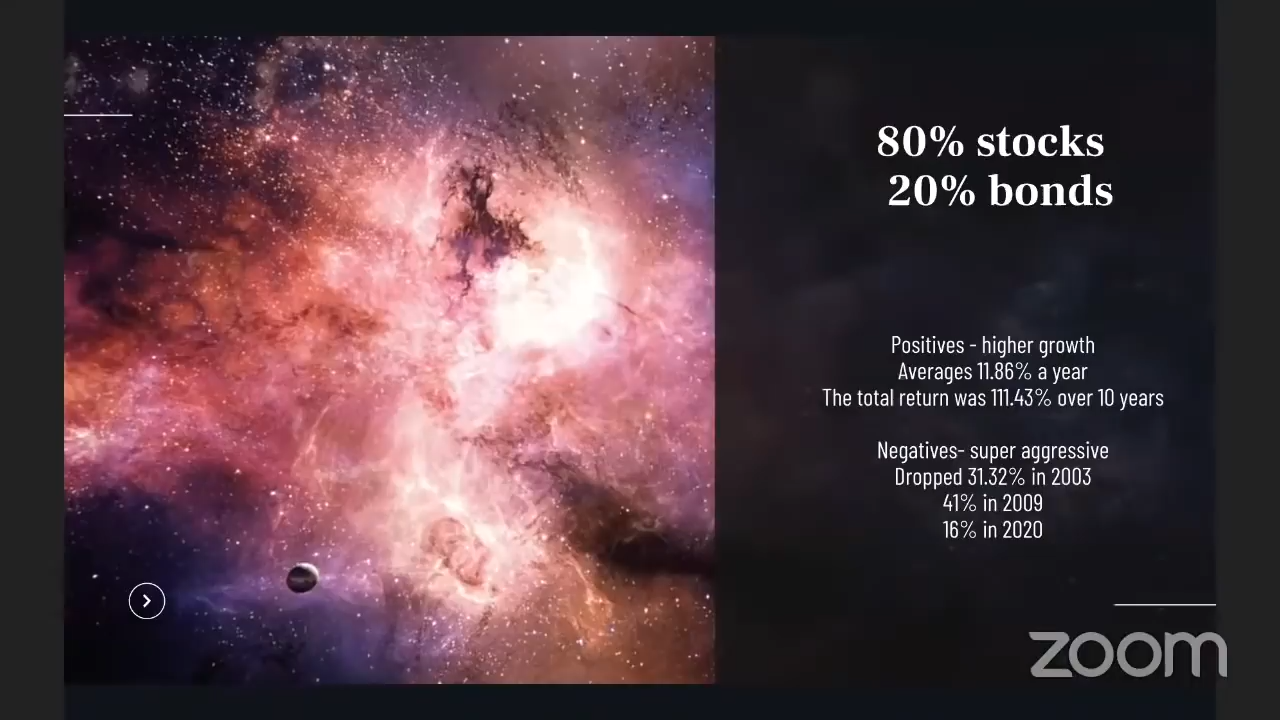 80% stocks
20% bonds
Positives - higher growth
Averages 11.86% a year
The total return was 111.43% over 10 years
Negatives- super aggressive
Dropped 31.32% in 2003
41% in 2009
16% in 2020
zoom